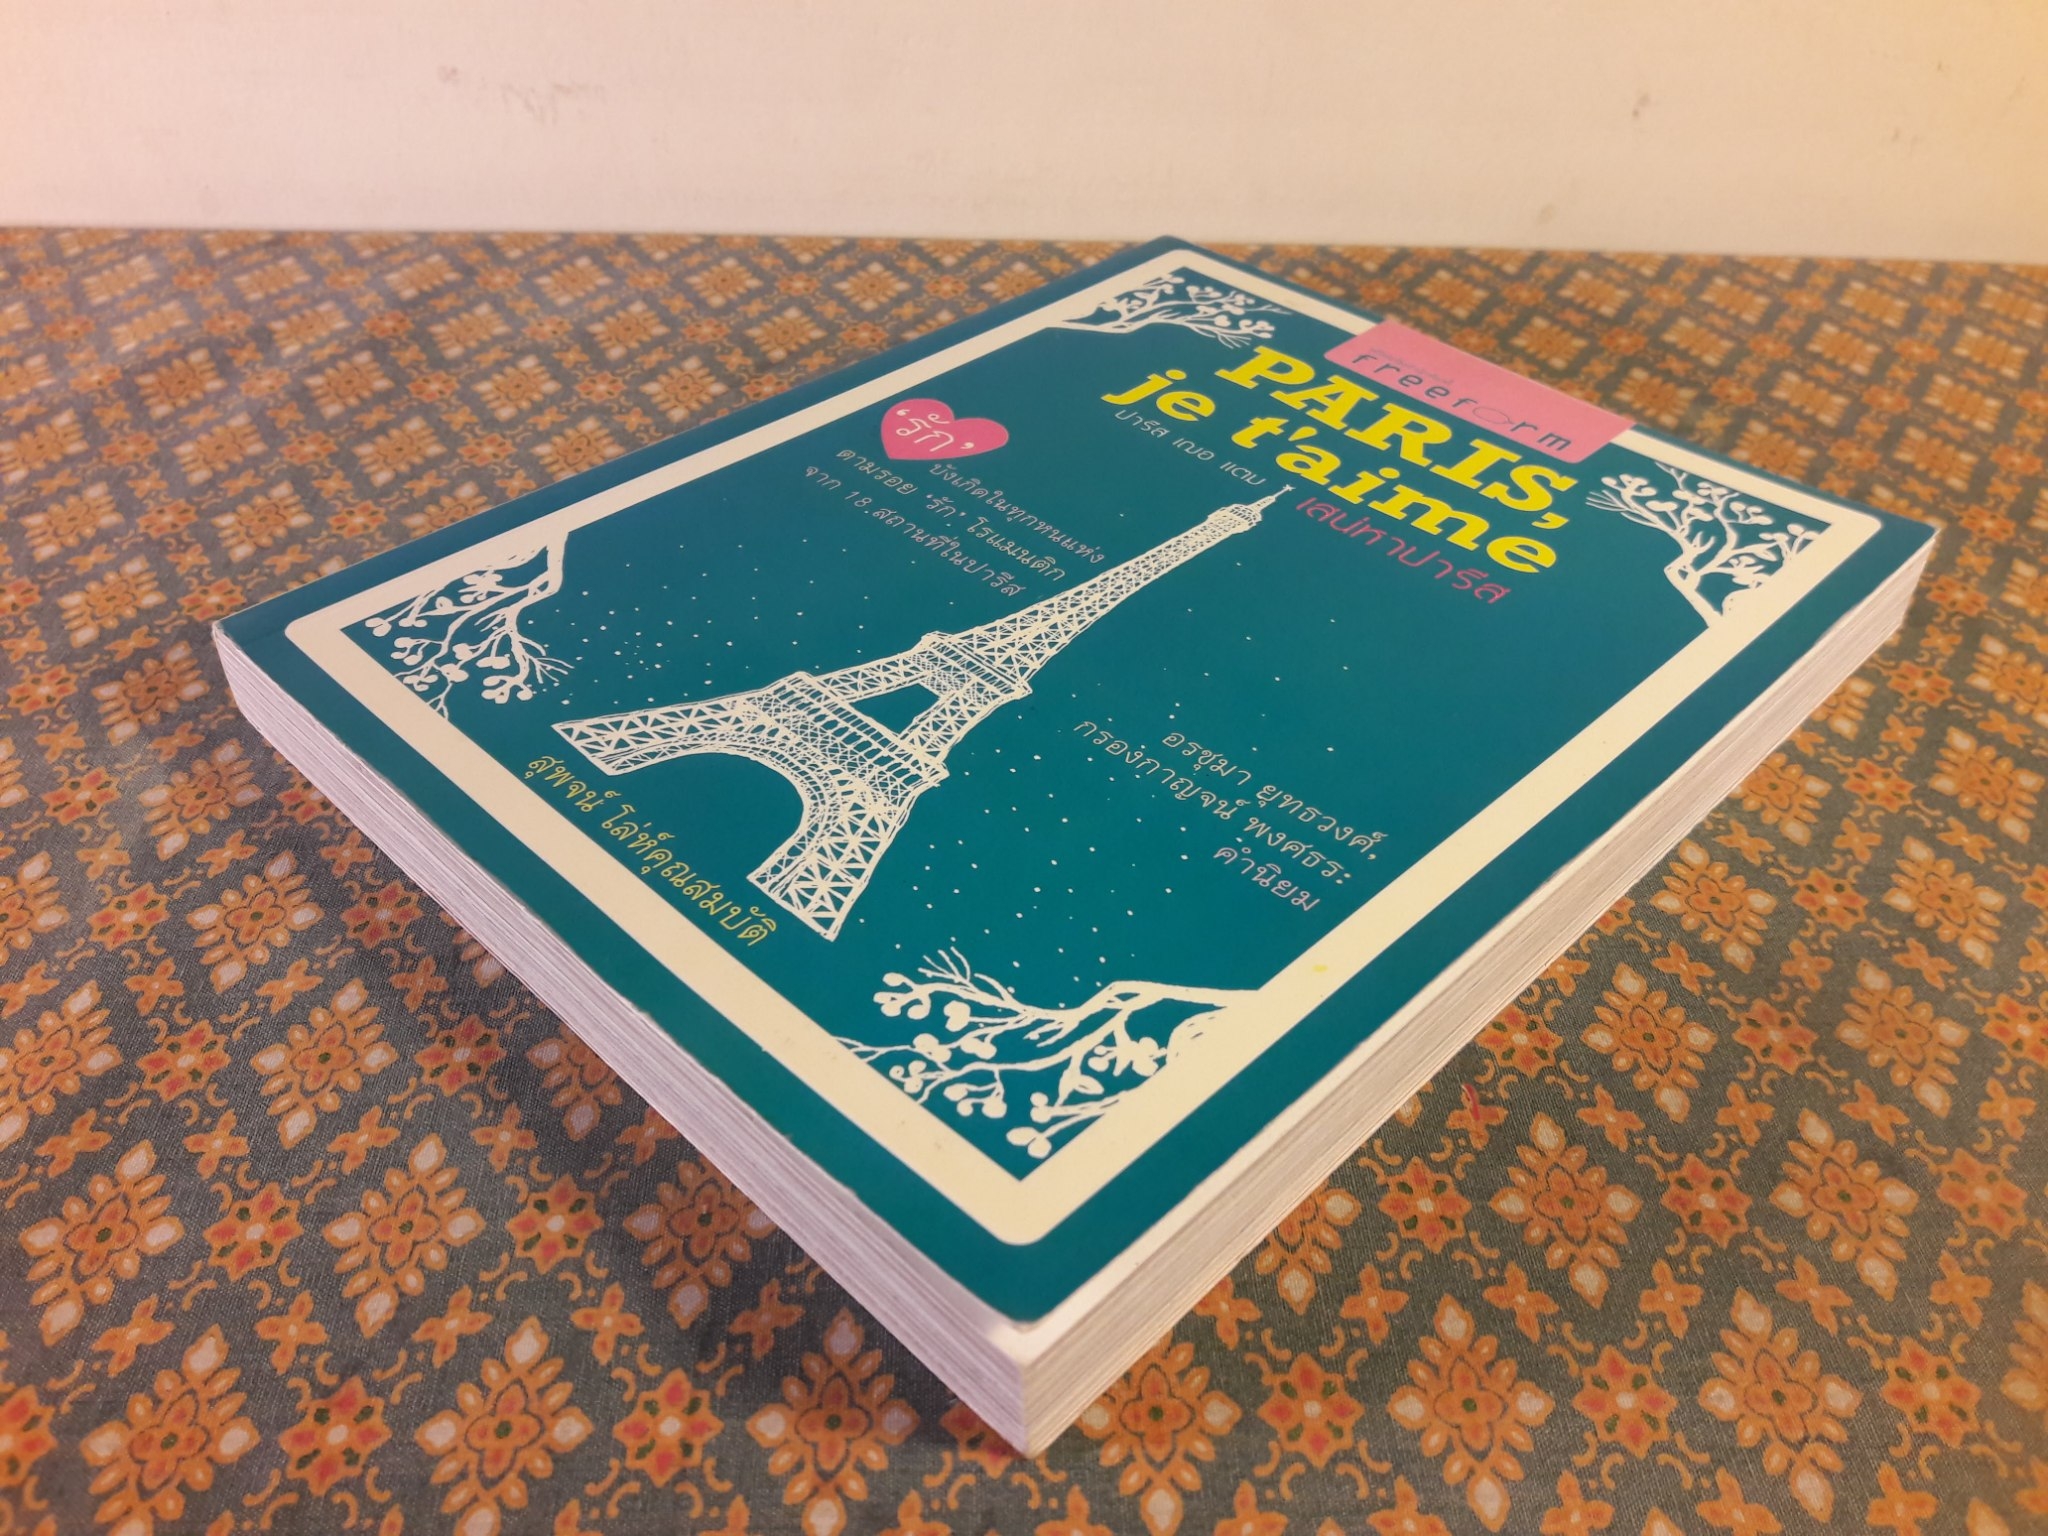 freeform
PARIS,
je t'aime
ปารีส เฌอ แตม
เสน่หาปารีส
'รัก'
บังเกิดในทุกหนแห่ง
ตามรอย 'รัก' โรแมนติก
จาก 18 สถานที่ในปารีส
อรชุมา ยุทธวงศ์,
กรองกาญจน์ พงศธระ
คำนิยม
สุพจน์ โล่ห์คุณสมบัติ